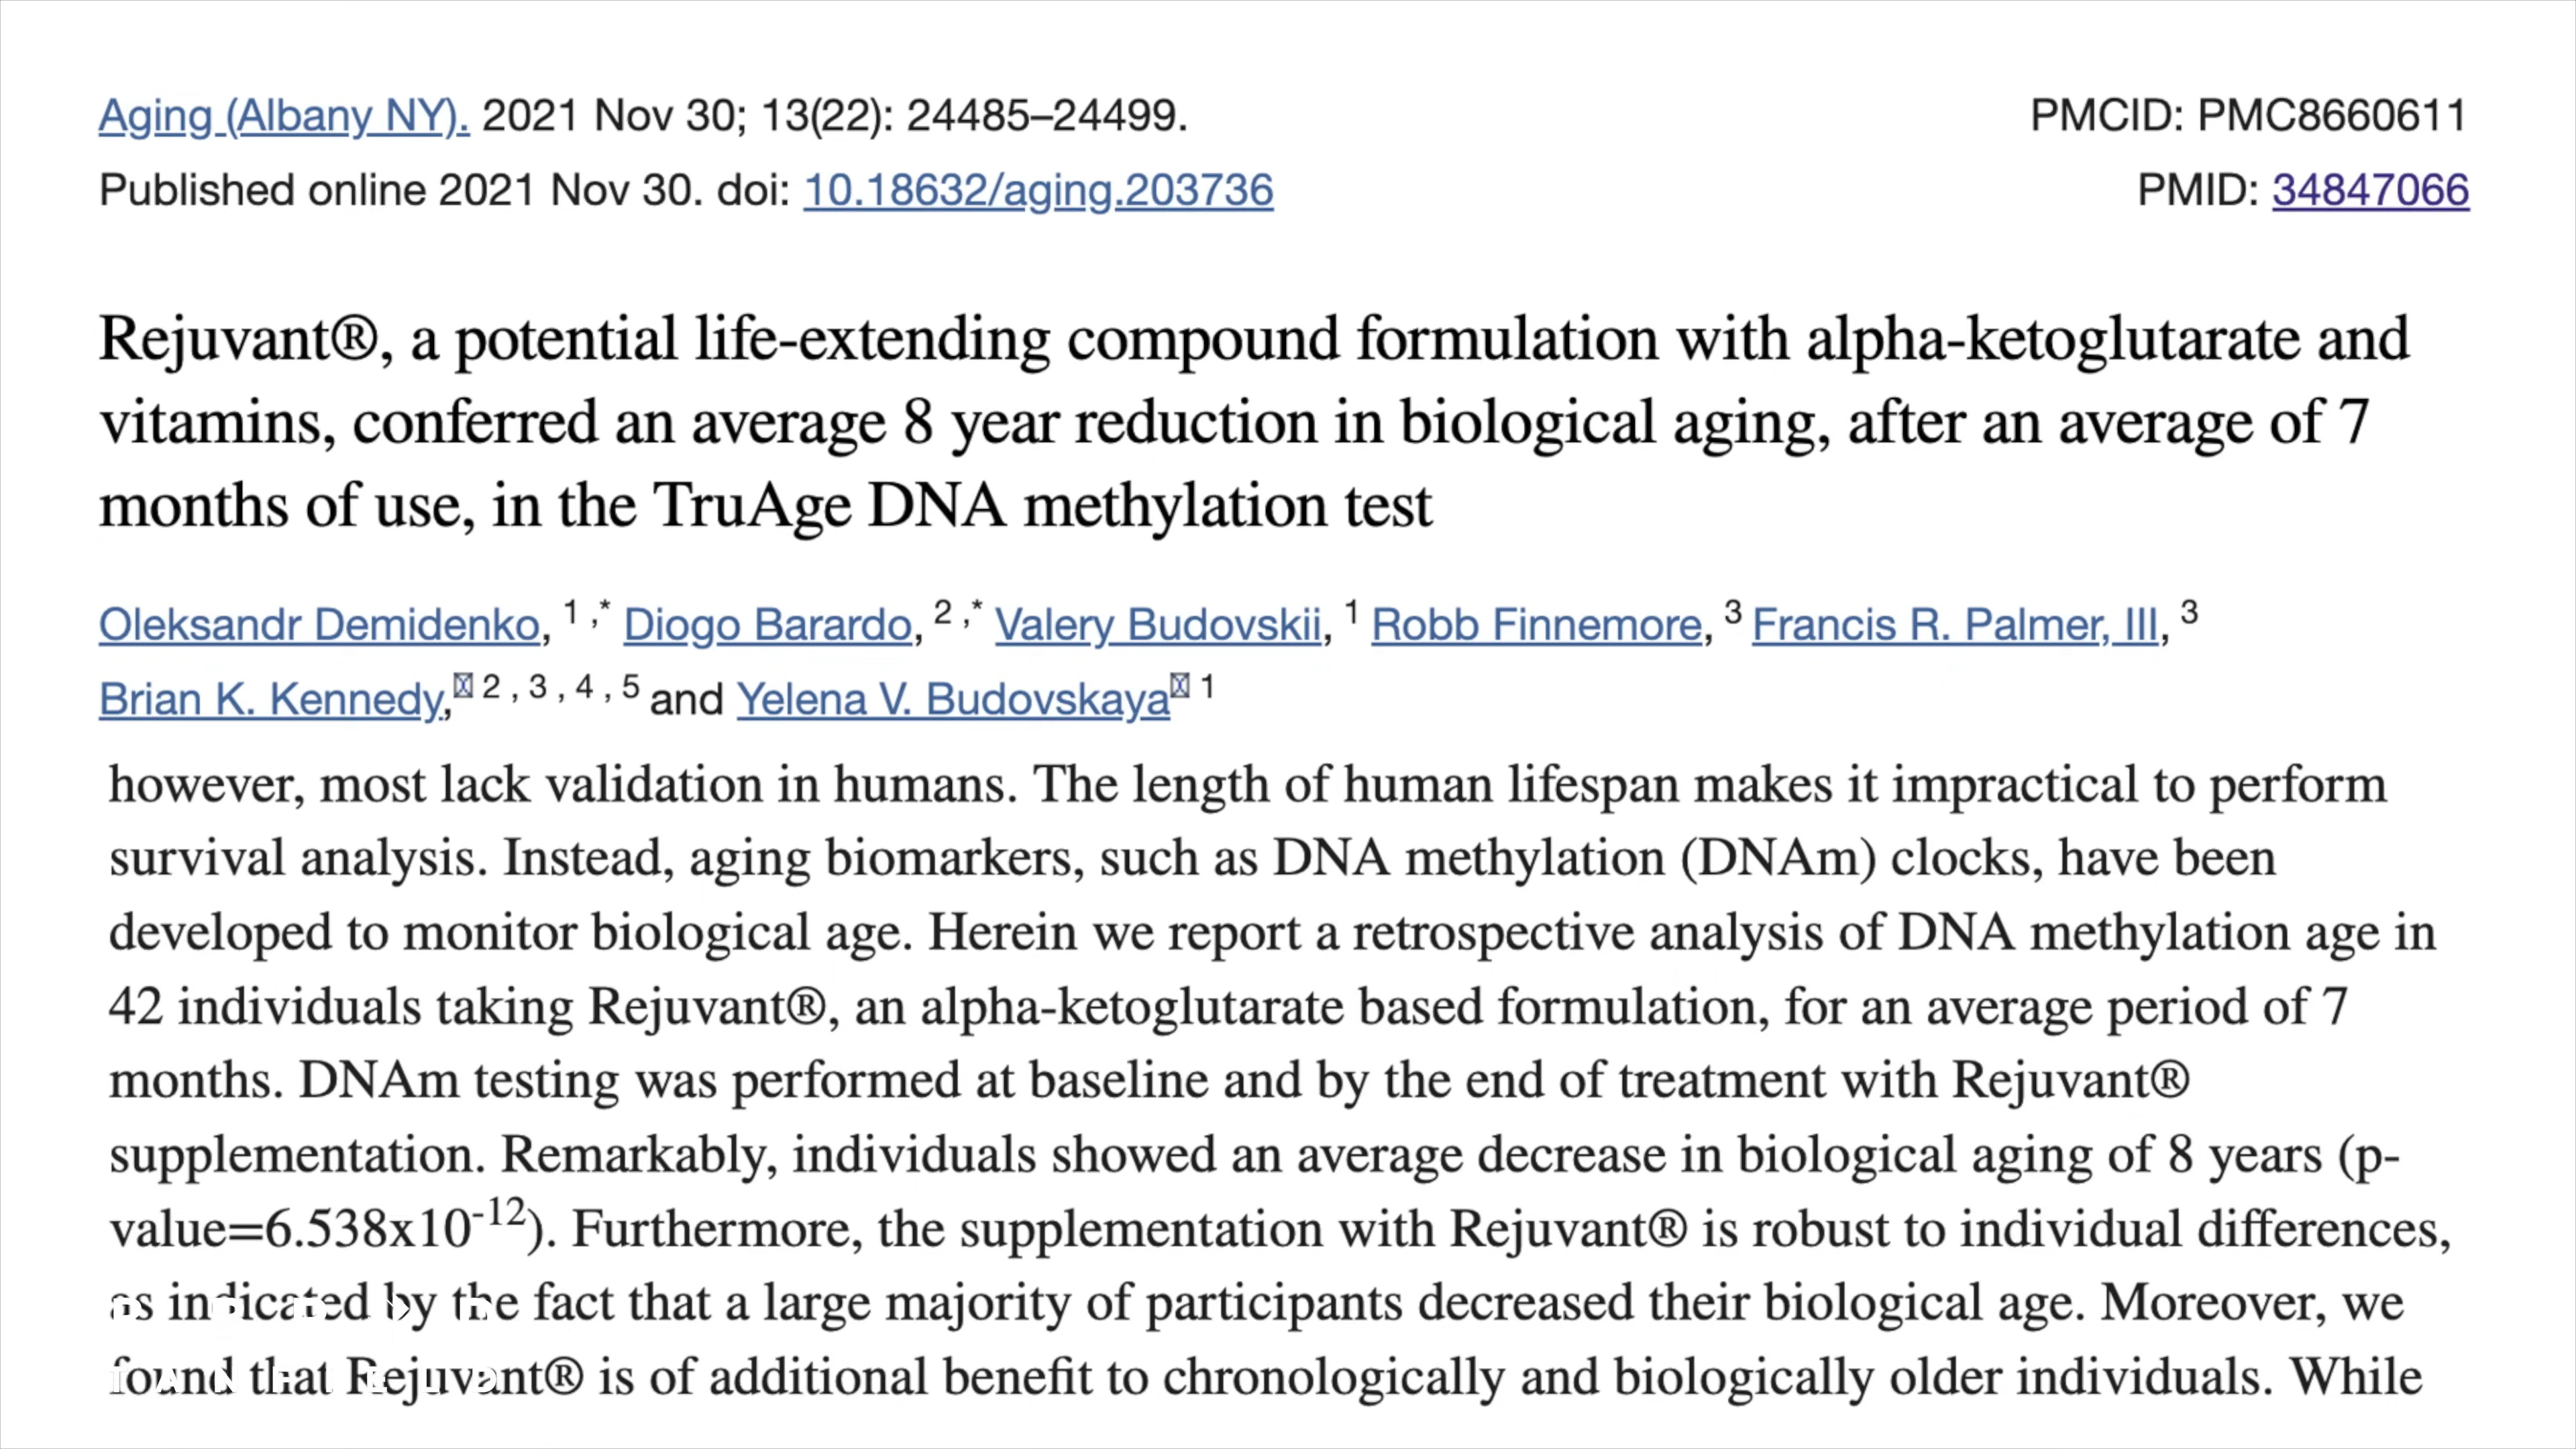 Aging (Albany NY). 2021 Nov 30; 13(22): 24485–24499.
PMCID: PMC8660611
Published online 2021 Nov 30. doi: 10.18632/aging.203736
PMID: 34847066
Rejuvant®, a potential life-extending compound formulation with alpha-ketoglutarate and
vitamins, conferred an average 8 year reduction in biological aging, after an average of 7
months of use, in the TruAge DNA methylation test
Oleksandr Demidenko, 1 ,* Diogo Barardo, 2 ,* Valery Budovskii, 1 Robb Finnemore, 3 Francis R. Palmer, III, 3
Brian K. Kennedy, 2 , 3 , 4 , 5 and Yelena V. Budovskaya 1
however, most lack validation in humans. The length of human lifespan makes it impractical to perform
survival analysis. Instead, aging biomarkers, such as DNA methylation (DNAm) clocks, have been
developed to monitor biological age. Herein we report a retrospective analysis of DNA methylation age in
42 individuals taking Rejuvant®, an alpha-ketoglutarate based formulation, for an average period of 7
months. DNAm testing was performed at baseline and by the end of treatment with Rejuvant®
supplementation. Remarkably, individuals showed an average decrease in biological aging of 8 years (p-
value=6.538x10-12). Furthermore, the supplementation with Rejuvant® is robust to individual differences,
as indicated by the fact that a large majority of participants decreased their biological age. Moreover, we
found that Rejuvant® is of additional benefit to chronologically and biologically older individuals. While